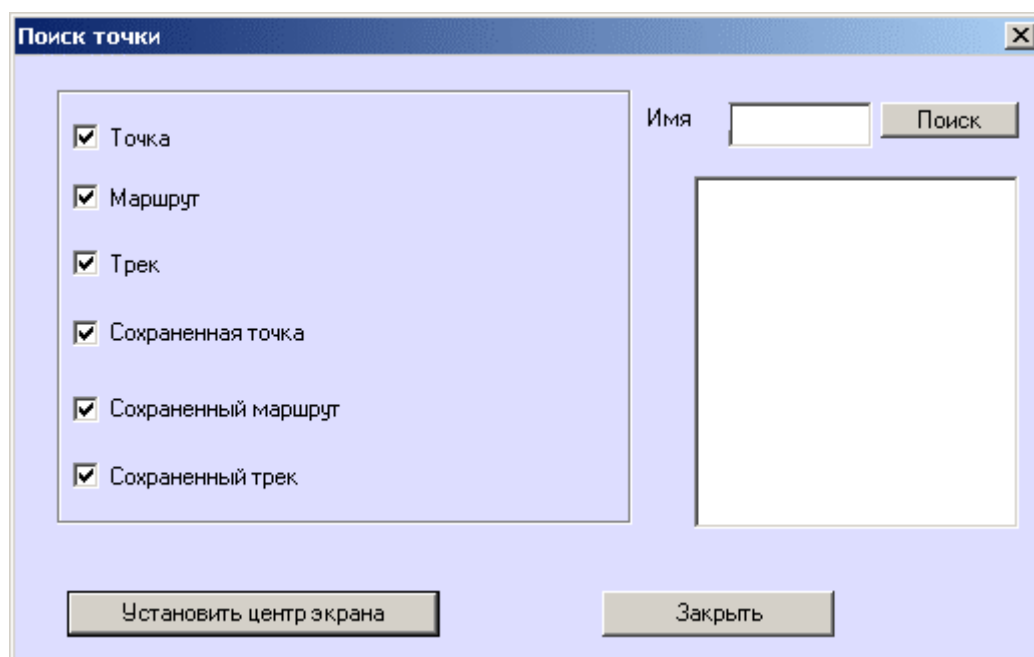 Поиск точки
Точка
Маршрут
Трек
Сохраненная точка
Сохраненный маршрут
Сохраненный трек
Имя
Поиск
Установить центр экрана
Закрыть